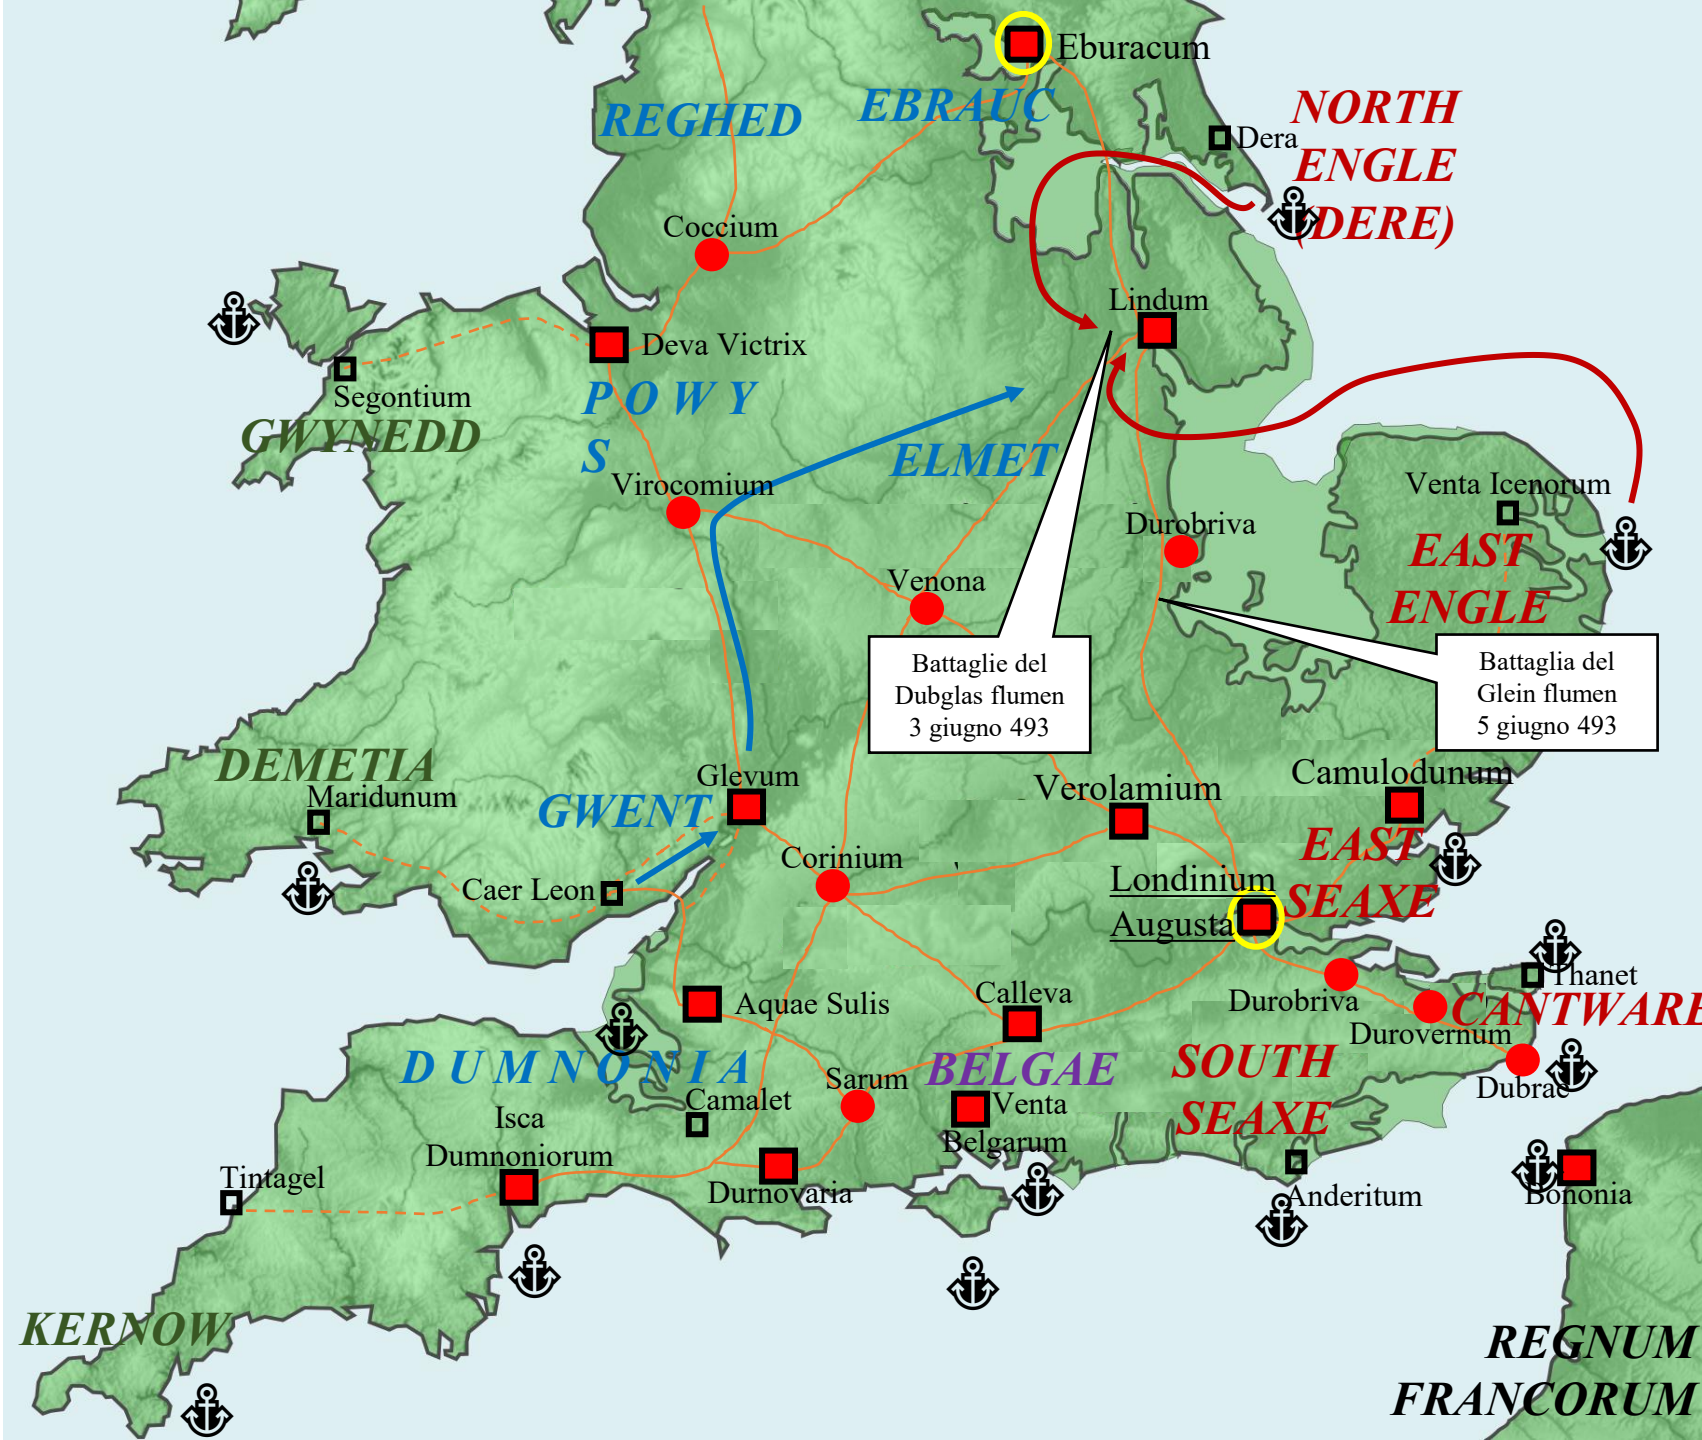 Eburacum
EBRAUC
REGHED
NORTH
ENGLE
(DERE)
Dera
Coccium
Lindum
Deva Victrix
Segontium
GWYNEDD
P O W Y
S
ELMET
Virocomium
Venta Icenorum
Durobriva
EAST
ENGLE
Venona
Battaglie del
Dubglas flumen
3 giugno 493
Battaglia del
Glein flumen
5 giugno 493
DEMETIA
Maridunum
Glevum
GWENT
Verolamium
Camulodunum
EAST
SEAXE
Corinium
Caer Leon
Londinium
Augusta
Thanet
Aquae Sulis
Calleva
Durobriva
CANTWARE
Durovernum
D U M N O N I A
BELGAE
SOUTH
SEAXE
Sarum
Dubrae
Camalet
Venta
Belgarum
Isca
Dumnoniorum
Tintagel
Durnovaria
Anderitum
Bononia
KERNOW
REGNUM
FRANCORUM